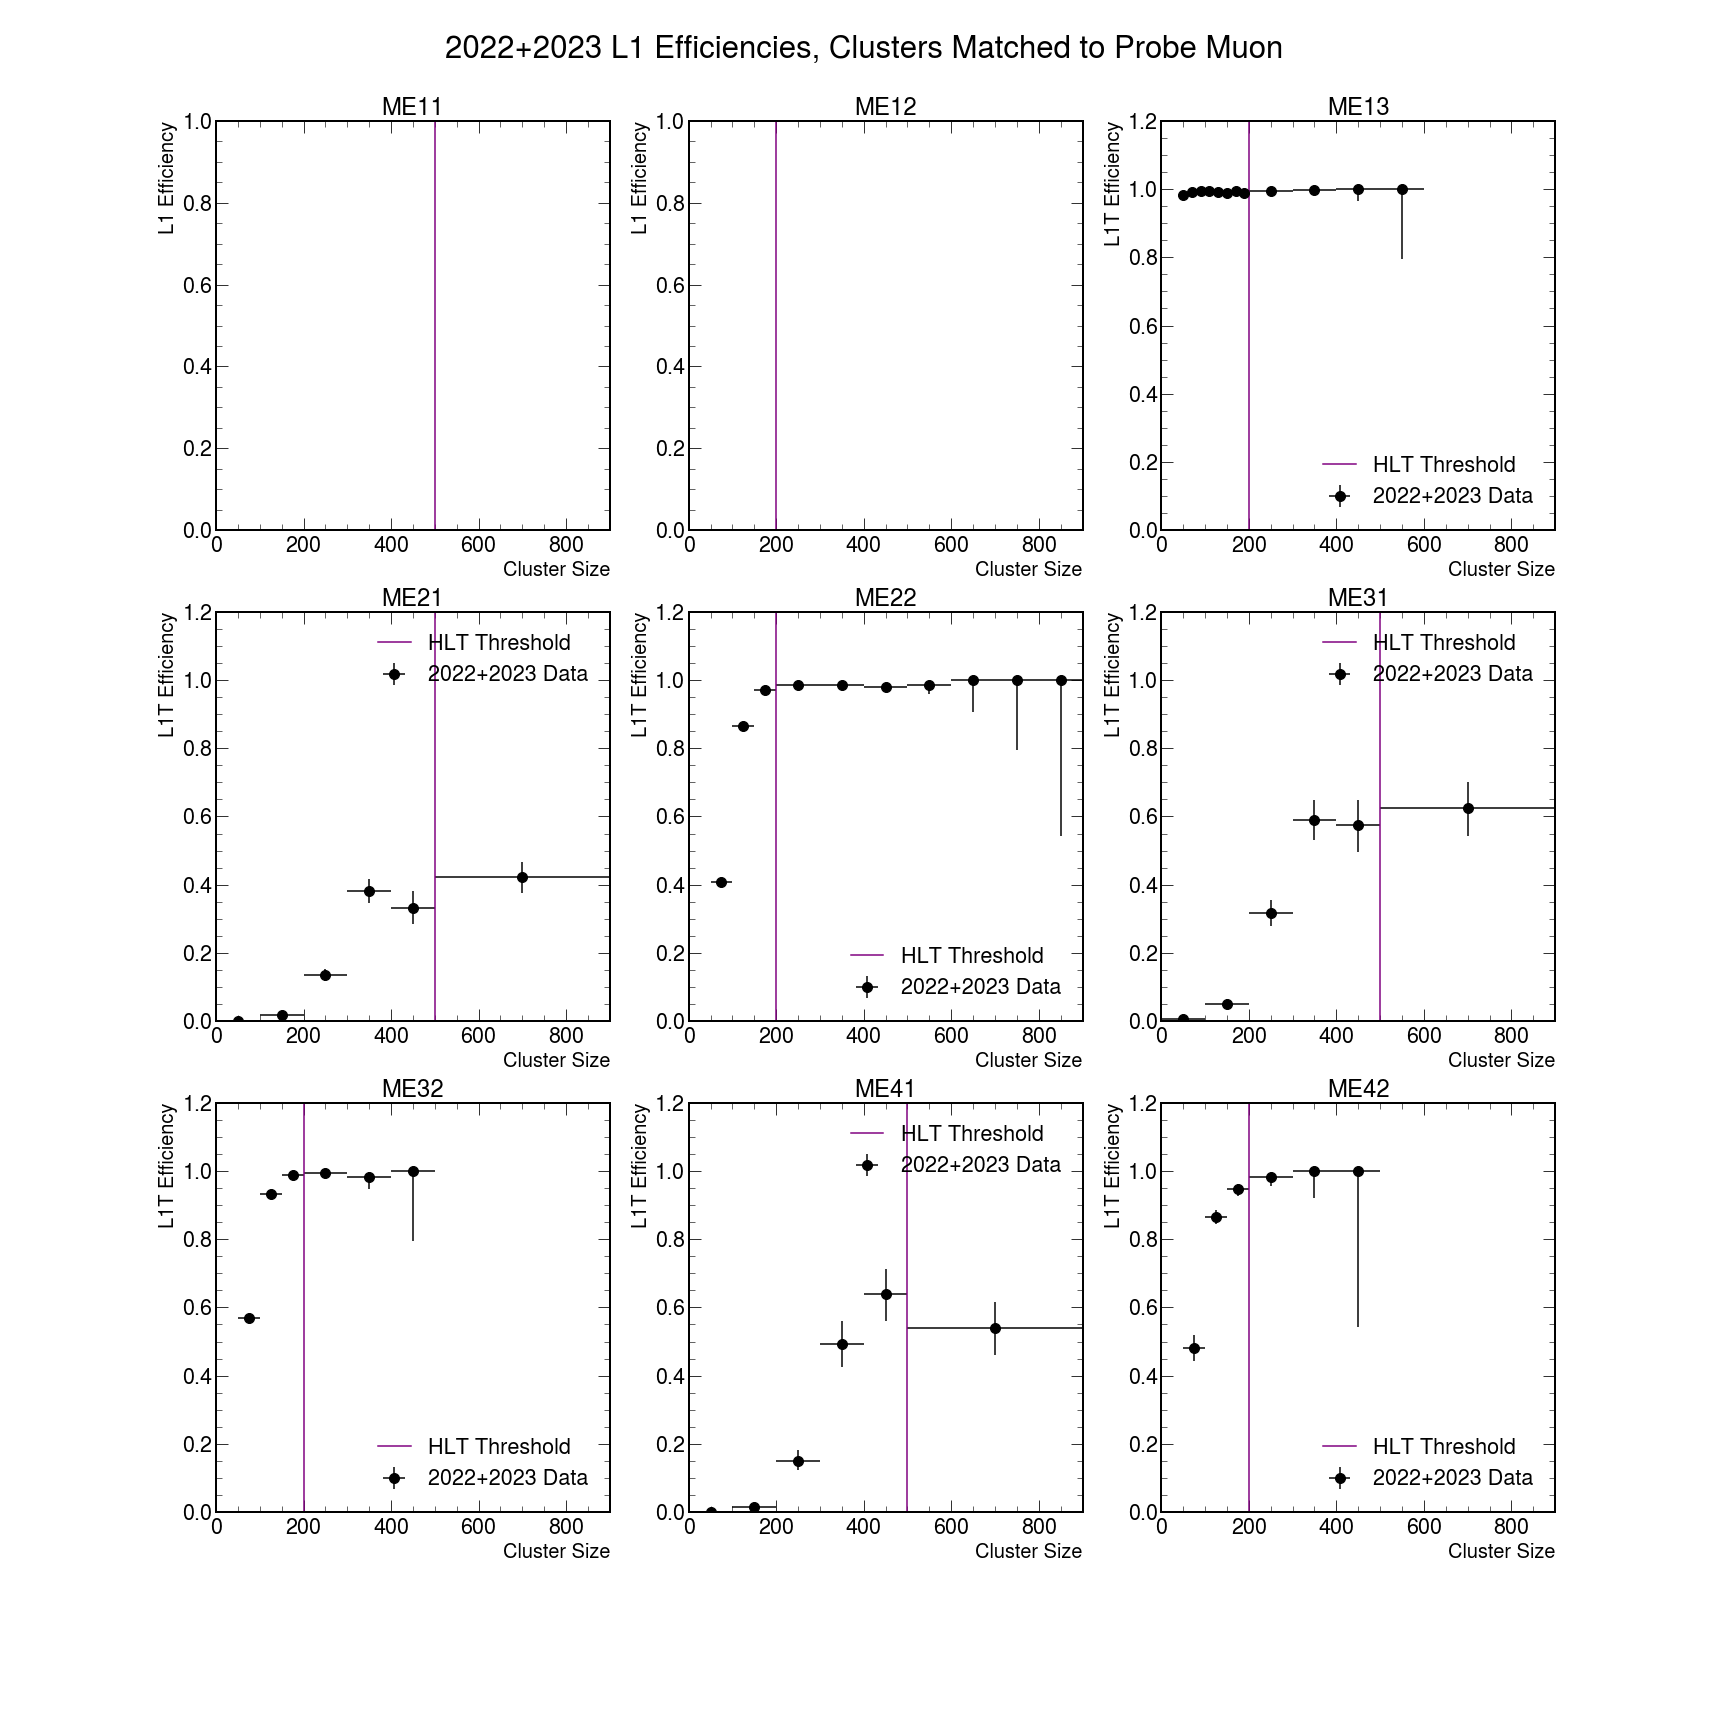 2022+2023 L1 Efficiencies, Clusters Matched to Probe Muon
ME11
L1 Efficiency
1.0
0.8
0.6
0.4
0.2
0.0
0 200 400 600 800
Cluster Size
ME12
L1 Efficiency
1.0
0.8
0.6
0.4
0.2
0.0
0 200 400 600 800
Cluster Size
ME13
L1T Efficiency
1.2
1.0
0.8
0.6
0.4
0.2
0.0
HLT Threshold
2022+2023 Data
0 200 400 600 800
Cluster Size
ME21
L1T Efficiency
1.2
1.0
0.8
0.6
0.4
0.2
0.0
HLT Threshold
2022+2023 Data
0 200 400 600 800
Cluster Size
ME22
L1T Efficiency
1.2
1.0
0.8
0.6
0.4
0.2
0.0
HLT Threshold
2022+2023 Data
0 200 400 600 800
Cluster Size
ME31
L1T Efficiency
1.2
1.0
0.8
0.6
0.4
0.2
0.0
HLT Threshold
2022+2023 Data
0 200 400 600 800
Cluster Size
ME32
L1T Efficiency
1.2
1.0
0.8
0.6
0.4
0.2
0.0
HLT Threshold
2022+2023 Data
0 200 400 600 800
Cluster Size
ME41
L1T Efficiency
1.2
1.0
0.8
0.6
0.4
0.2
0.0
HLT Threshold
2022+2023 Data
0 200 400 600 800
Cluster Size
ME42
L1T Efficiency
1.2
1.0
0.8
0.6
0.4
0.2
0.0
HLT Threshold
2022+2023 Data
0 200 400 600 800
Cluster Size